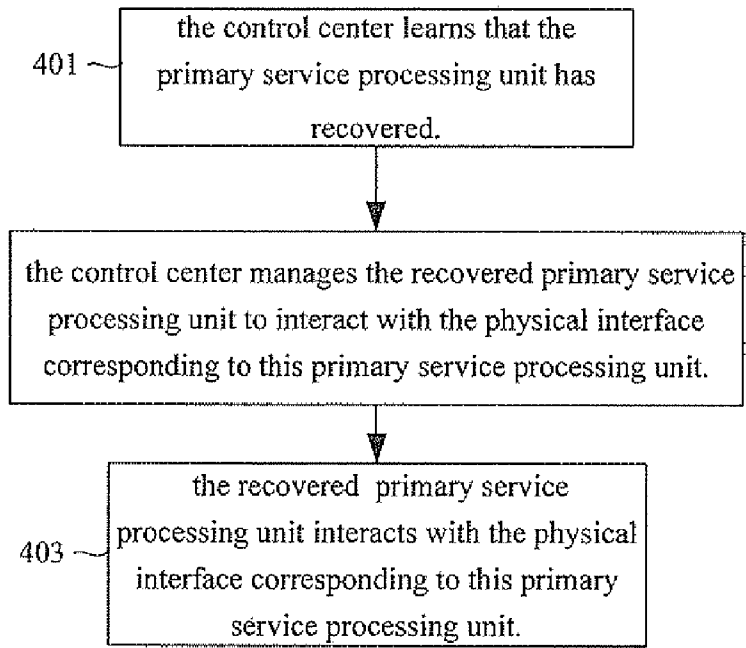 the control center learns that the
401
primary service processing unit has
recovered.
the control center manages the recovered primary service
processing unit to interact with the physical interface
corresponding to this primary service processing unit.
the recovered primary service
processing unit interacts with the physical
403
interface corresponding to this primary
service processing unit.